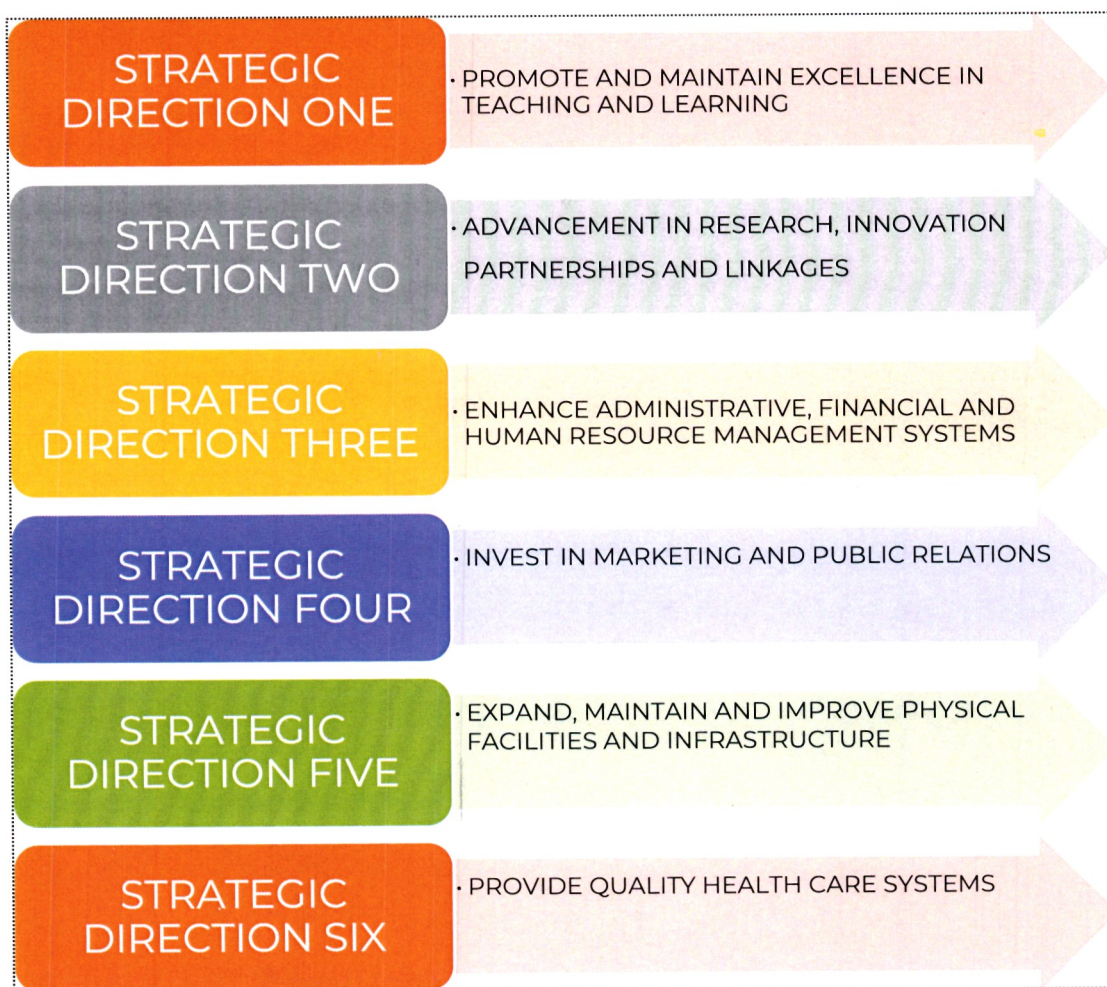 STRATEGIC
DIRECTION ONE
· PROMOTE AND MAINTAIN EXCELLENCE IN
TEACHING AND LEARNING
STRATEGIC
DIRECTION TWO
· ADVANCEMENT IN RESEARCH, INNOVATION
PARTNERSHIPS AND LINKAGES
STRATEGIC
DIRECTION THREE
· ENHANCE ADMINISTRATIVE, FINANCIAL AND
HUMAN RESOURCE MANAGEMENT SYSTEMS
STRATEGIC
DIRECTION FOUR
· INVEST IN MARKETING AND PUBLIC RELATIONS
STRATEGIC
DIRECTION FIVE
· EXPAND, MAINTAIN AND IMPROVE PHYSICAL
FACILITIES AND INFRASTRUCTURE
STRATEGIC
DIRECTION SIX
· PROVIDE QUALITY HEALTH CARE SYSTEMS